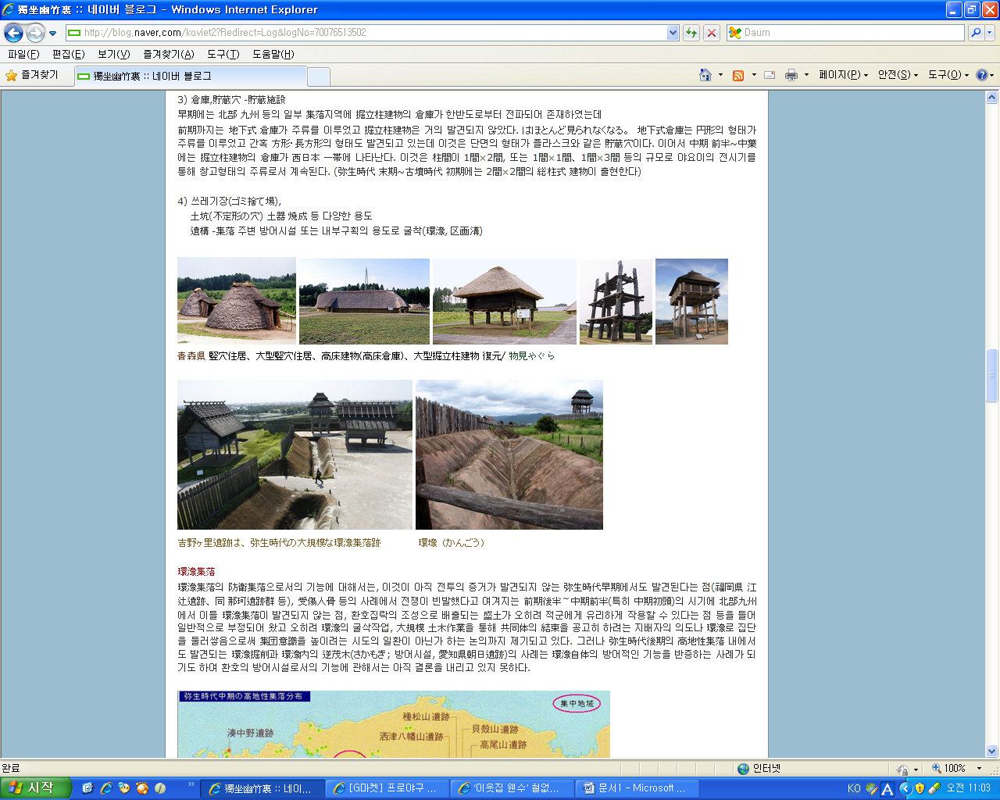 獨坐幽竹裏 :: 네이버 블로그 - Windows Internet Explorer
http://blog.naver.com/koviet2?Redirect=Log&logNo=70076513502
Daum
파일(F) 편집(E) 보기(V) 즐겨찾기(A) 도구(T) 도움말(H)
즐겨찾기 獨坐幽竹裏 :: 네이버 블로그 페이지(P) 안전(S) 도구(O)
3) 倉庫,貯蔵穴 -貯蔵施設
早期에는 北部 九州 등의 일부 集落지역에 掘立柱建物의 倉庫가 한반도로부터 전파되어 존재하였는데
前期까지는 地下式 倉庫가 주류를 이루었고 掘立柱建物은 거의 발견되지 않았다. はほとんど見られなくなる。 地下式倉庫는 円形의 형태가
주류를 이루었고 간혹 方形·長方形의 형태도 발견되고 있는데 이것은 단면의 형태가 플라스크와 같은 貯蔵穴이다. 이어서 中期 前半~中葉
에는 掘立柱建物의 倉庫가 西日本 一帯에 나타난다. 이것은 柱間이 1間×2間, 또는 1間×1間、1間×3間 등의 규모로 야요이의 전시기를
통해 창고형태의 주류로서 계속된다. (弥生時代 末期~古墳時代 初期에는 2間×2間의 総柱式 建物이 출현한다)
4) 쓰레기장(ゴミ捨て場),
土坑(不定形の穴) 土器 焼成 등 다양한 용도
遺構 -集落 주변 방어시설 또는 내부구획의 용도로 굴착(環濠, 区画溝)
青森県 竪穴住居、大型竪穴住居、高床建物(高床倉庫)、大型掘立柱建物 復元/ 物見やぐら
吉野ヶ里遺跡は、弥生時代の大規模な環濠集落跡 環壕（かんごう）
環濠集落
環濠集落의 防衛集落으로서의 기능에 대해서는, 이것이 아직 전투의 증거가 발견되지 않는 弥生時代早期에서도 발견된다는 점(福岡県 江
辻遺跡、同 那珂遺跡群 등), 受傷人骨 등의 사례에서 전쟁이 빈발했다고 여겨지는 前期後半～中期前半(특히 中期初頭)의 시기에 北部九州
에서 이들 環濠集落이 발견되지 않는 점, 환호집락의 조성으로 배출되는 盛土가 오히려 적군에게 유리하게 작용할 수 있다는 점 등을 들어
일반적으로 부정되어 왔고 오히려 環濠의 굴삭작업, 大規模 土木作業을 통해 共同体의 結束을 공고히 하려는 지배자의 의도나 環濠로 집단
을 둘러쌓음으로써 集団意識을 높이려는 시도의 일환이 아닌가 하는 논의까지 제기되고 있다. 그러나 弥生時代後期의 高地性集落 내에서
도 발견되는 環濠掘削과 環濠内의 逆茂木(さかもぎ; 방어시설, 愛知県朝日遺跡)의 사례는 環濠自体의 방어적인 기능을 반증하는 사례가 되
기도 하며 환호의 방어시설로서의 기능에 관해서는 아직 결론을 내리고 있지 못하다.
弥生時代中期の高地性集落分布
集中地域
種松山遺跡
貝殻山遺跡
湊中野遺跡
酒津八幡山遺跡
高尾山遺跡
완료 인터넷 100%
시작 獨坐幽竹裏 :: 네이... [G마켓] 프로야구 ... '이웃집 웬수' 철없... 문서1 - Microsoft ... KO A 오전 11:03